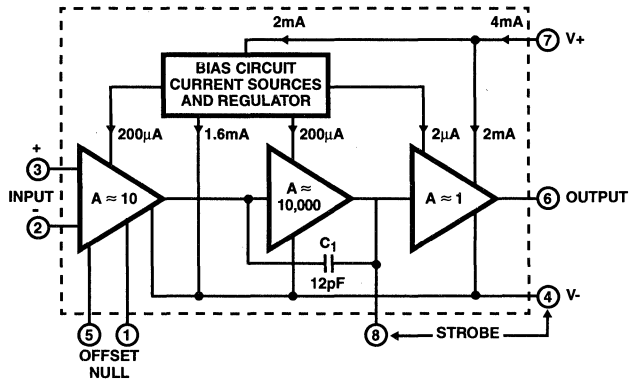 2mA
4mA
7 V+
BIAS CIRCUIT
CURRENT SOURCES
AND REGULATOR
200µA
1.6mA
200µA
2µA
2mA
+
3
INPUT
-
2
A ≈ 10
A ≈
10,000
A ≈ 1
6 OUTPUT
C1
12pF
4 V-
5
1
OFFSET
NULL
8
STROBE